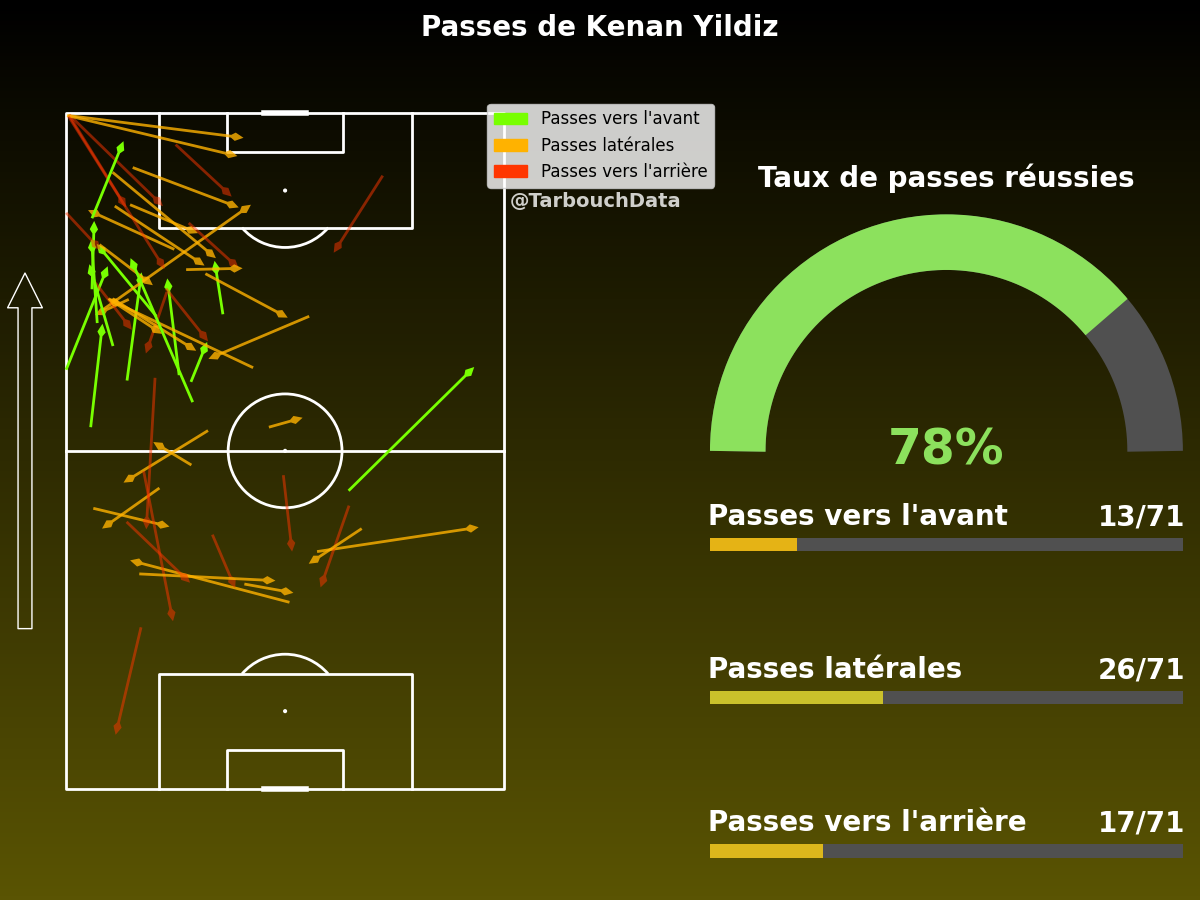 Passes de Kenan Yildiz
Passes vers l'avant
Passes latérales
Passes vers l'arrière
@TarbouchData
Taux de passes réussies
78%
Passes vers l'avant 13/71
Passes latérales 26/71
Passes vers l'arrière 17/71